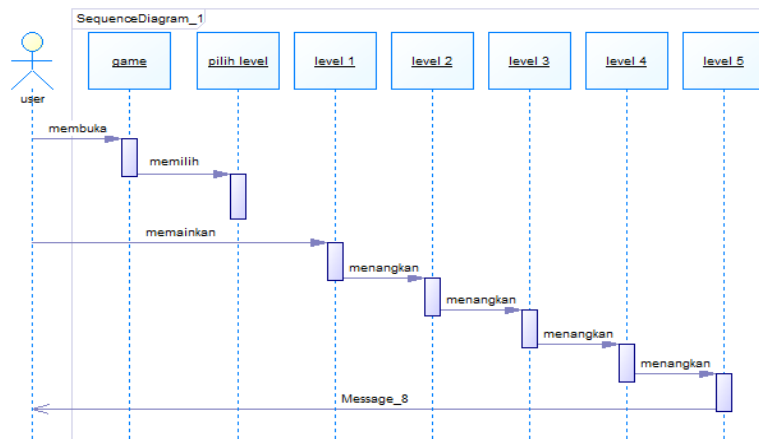 SequenceDiagram_1
user
game
pilih level
level 1
level 2
level 3
level 4
level 5
membuka
memilih
memainkan
menangkan
menangkan
menangkan
menangkan
Message_8